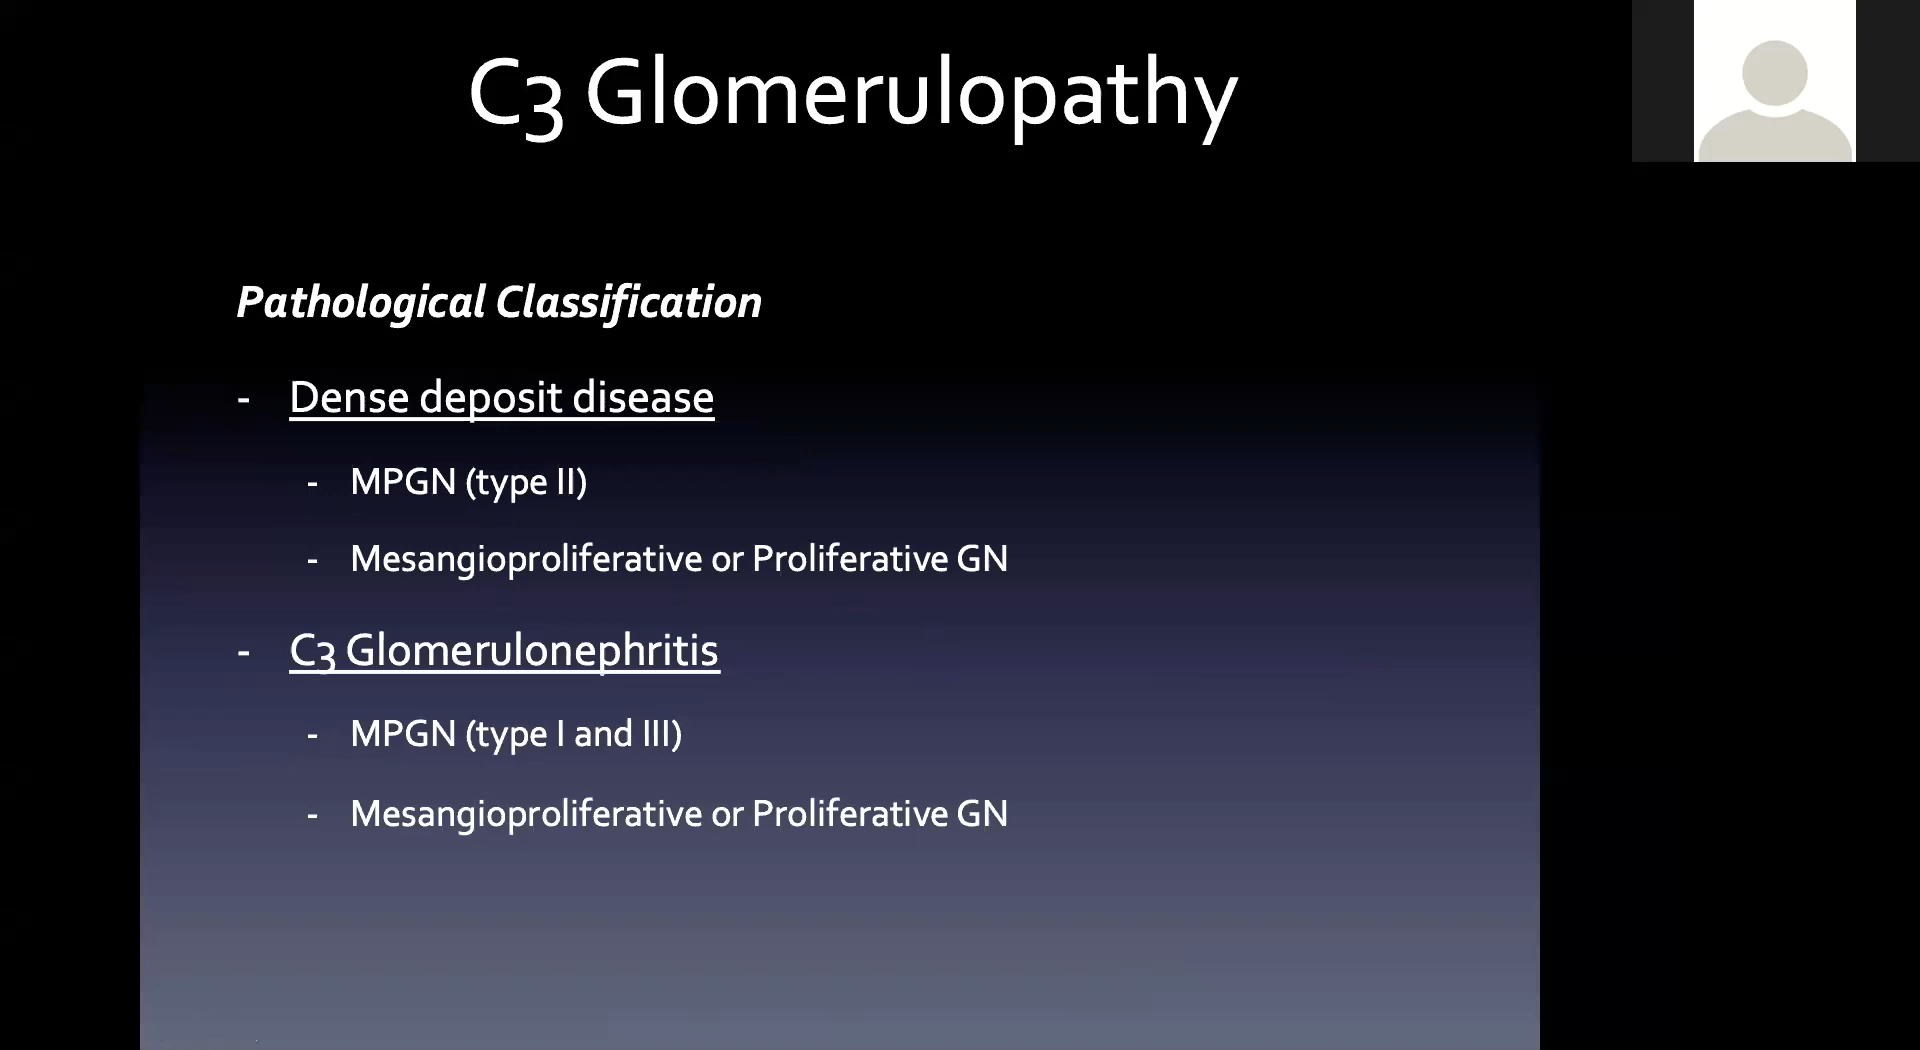 C3 Glomerulopathy
Pathological Classification
- Dense deposit disease
- MPGN (type II)
- Mesangioproliferative or Proliferative GN
- C3 Glomerulonephritis
- MPGN (type I and III)
- Mesangioproliferative or Proliferative GN